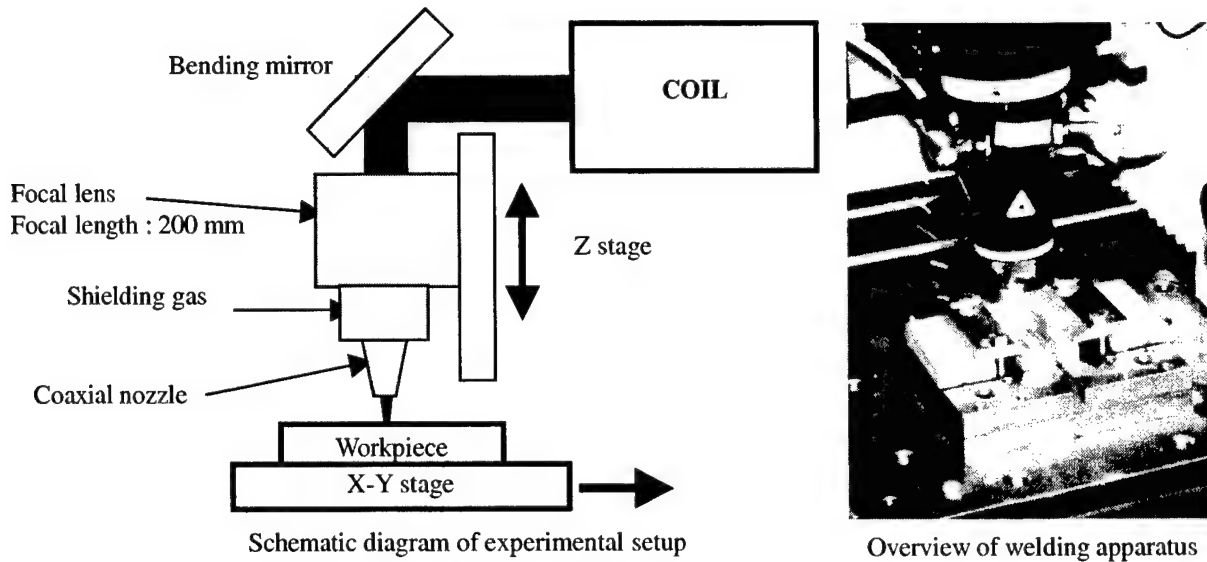 Bending mirror
COIL
Focal lens
Focal length : 200 mm
Z stage
Shielding gas
Coaxial nozzle
Workpiece
X-Y stage
Schematic diagram of experimental setup
Overview of welding apparatus